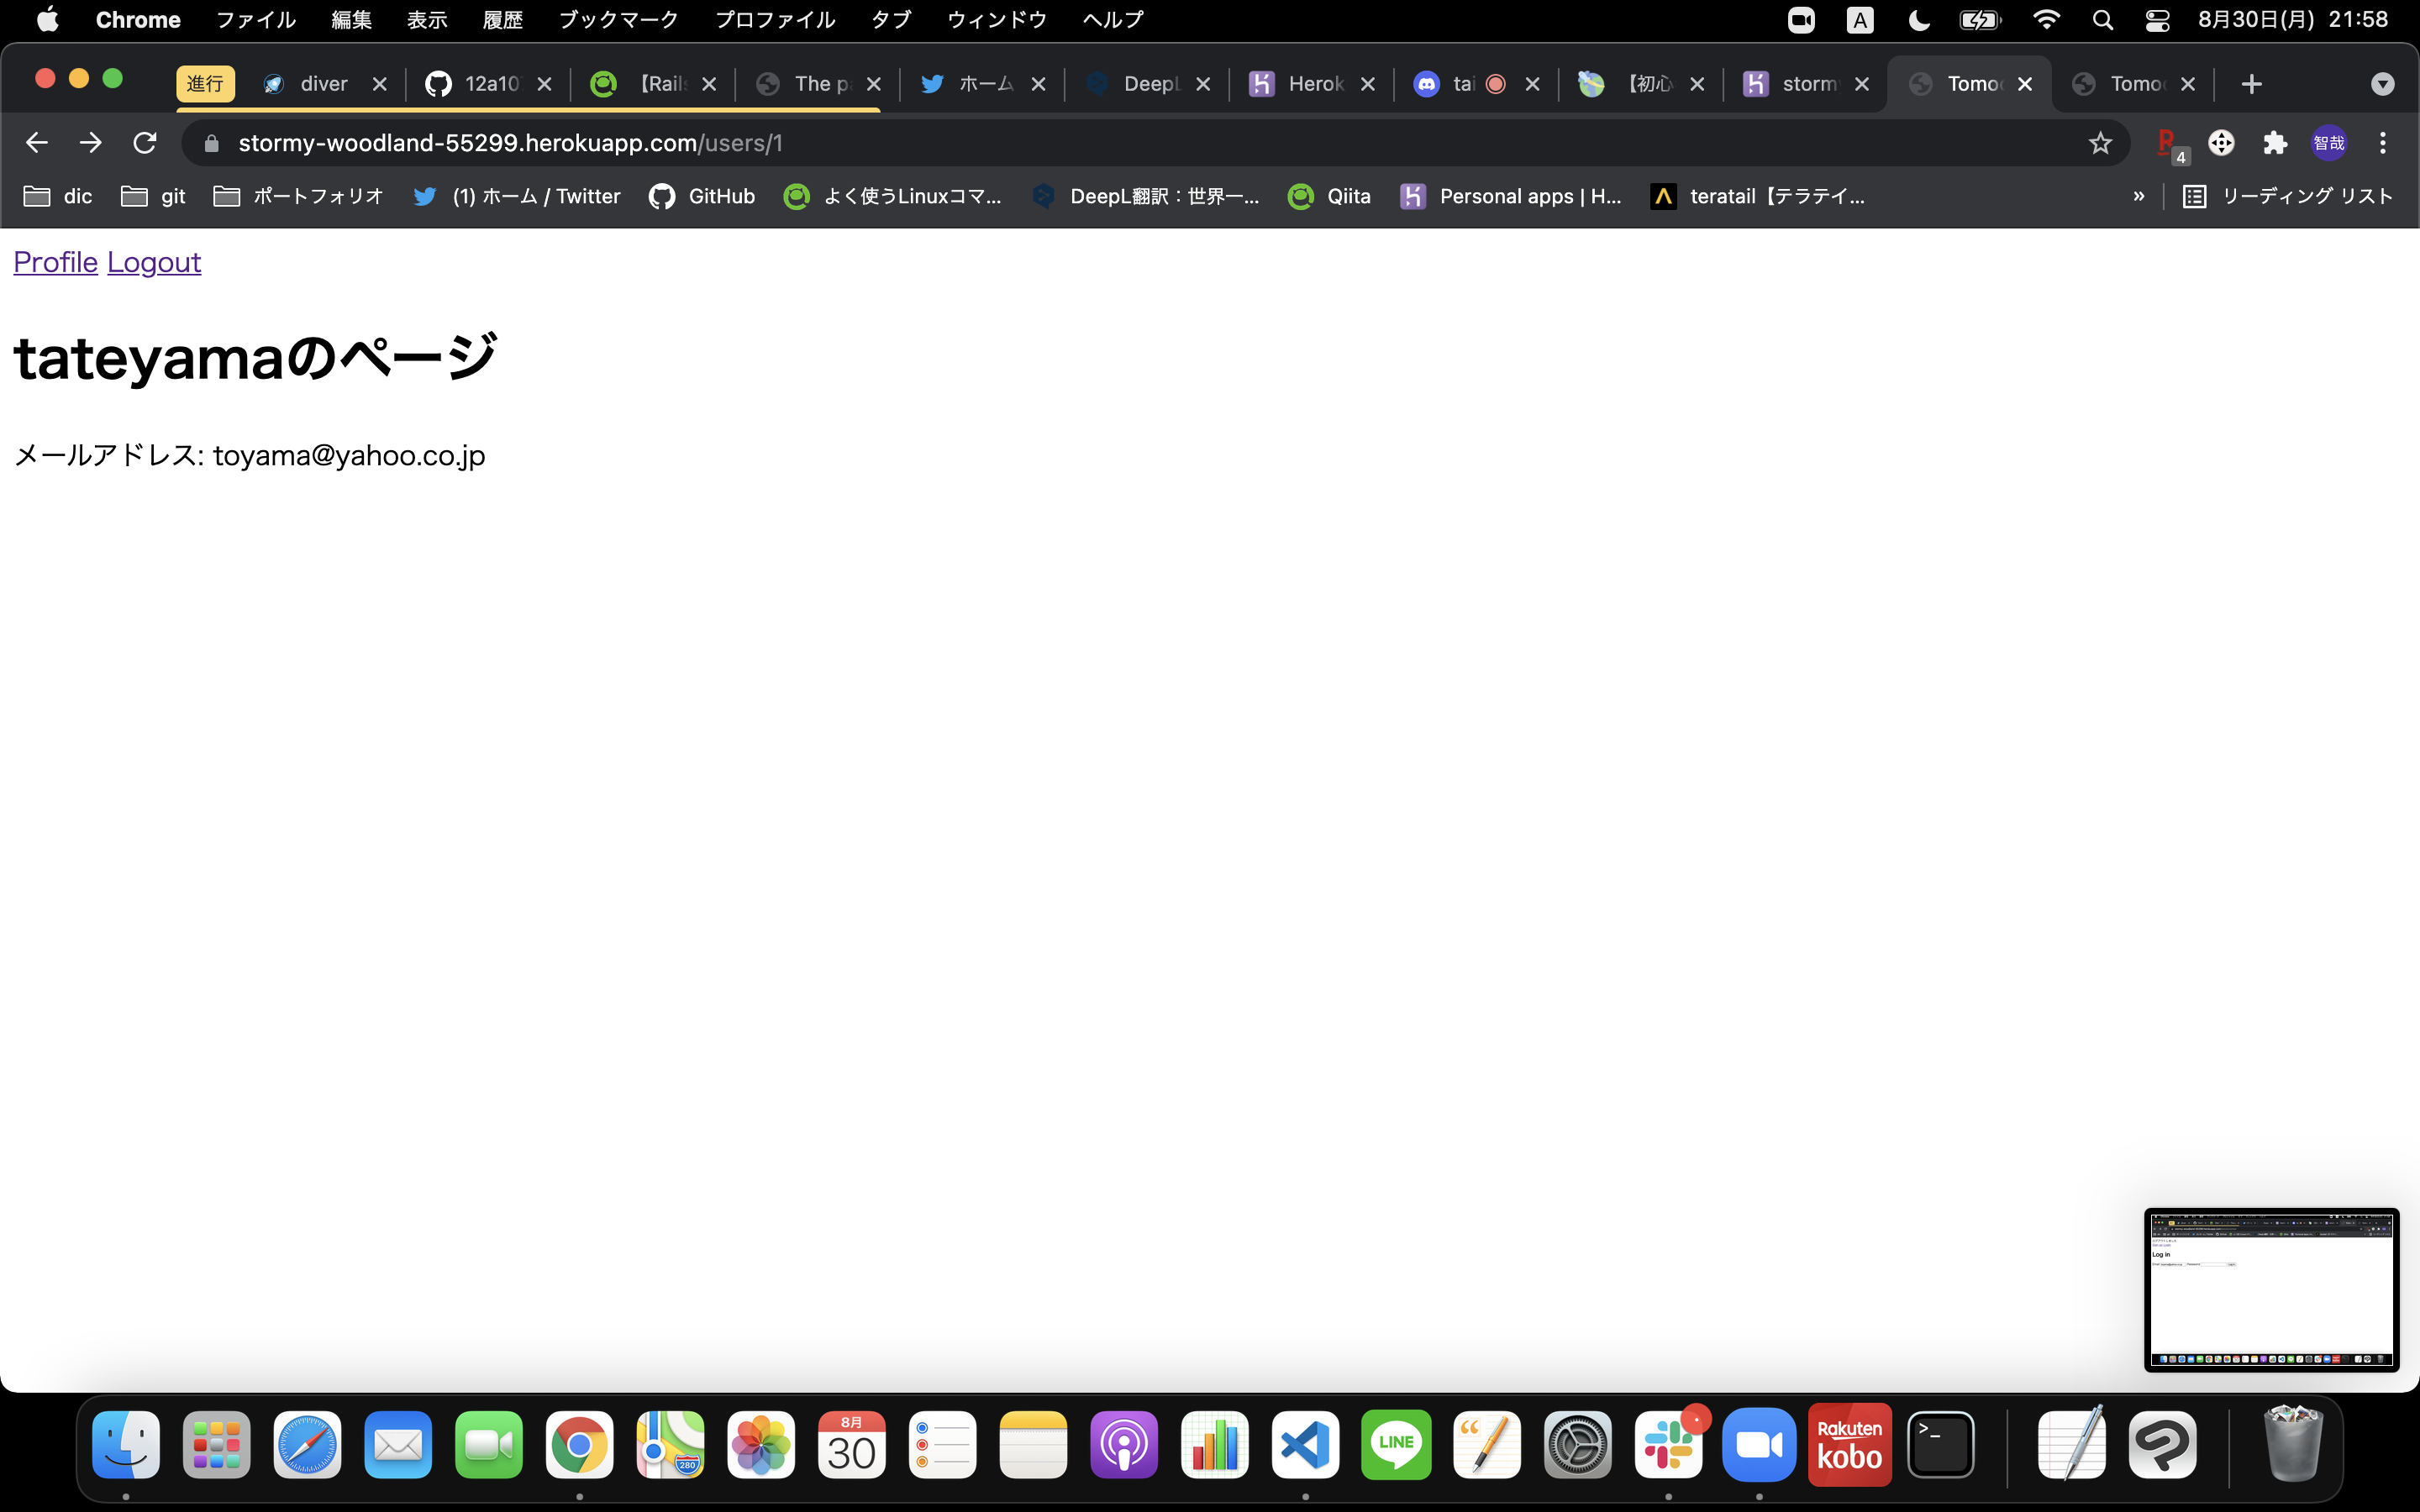 Chrome ファイル 編集 表示 履歴 ブックマーク プロファイル タブ ウィンドウ ヘルプ A 8月30日(月) 21:58
進行 diver 12a10 【Rails The p ホーム DeepL Herok tai 【初心 storm Tomo Tomo
stormy-woodland-55299.herokuapp.com/users/1 4 智哉
dic git ポートフォリオ (1) ホーム / Twitter GitHub よく使うLinuxコマ... DeepL翻訳：世界一... Qiita Personal apps | H... teratail【テラテイ... » リーディング リスト
Profile Logout
tateyamaのページ
メールアドレス: toyama@yahoo.co.jp
Log in
8月
30
280
LINE
Rakuten
kobo